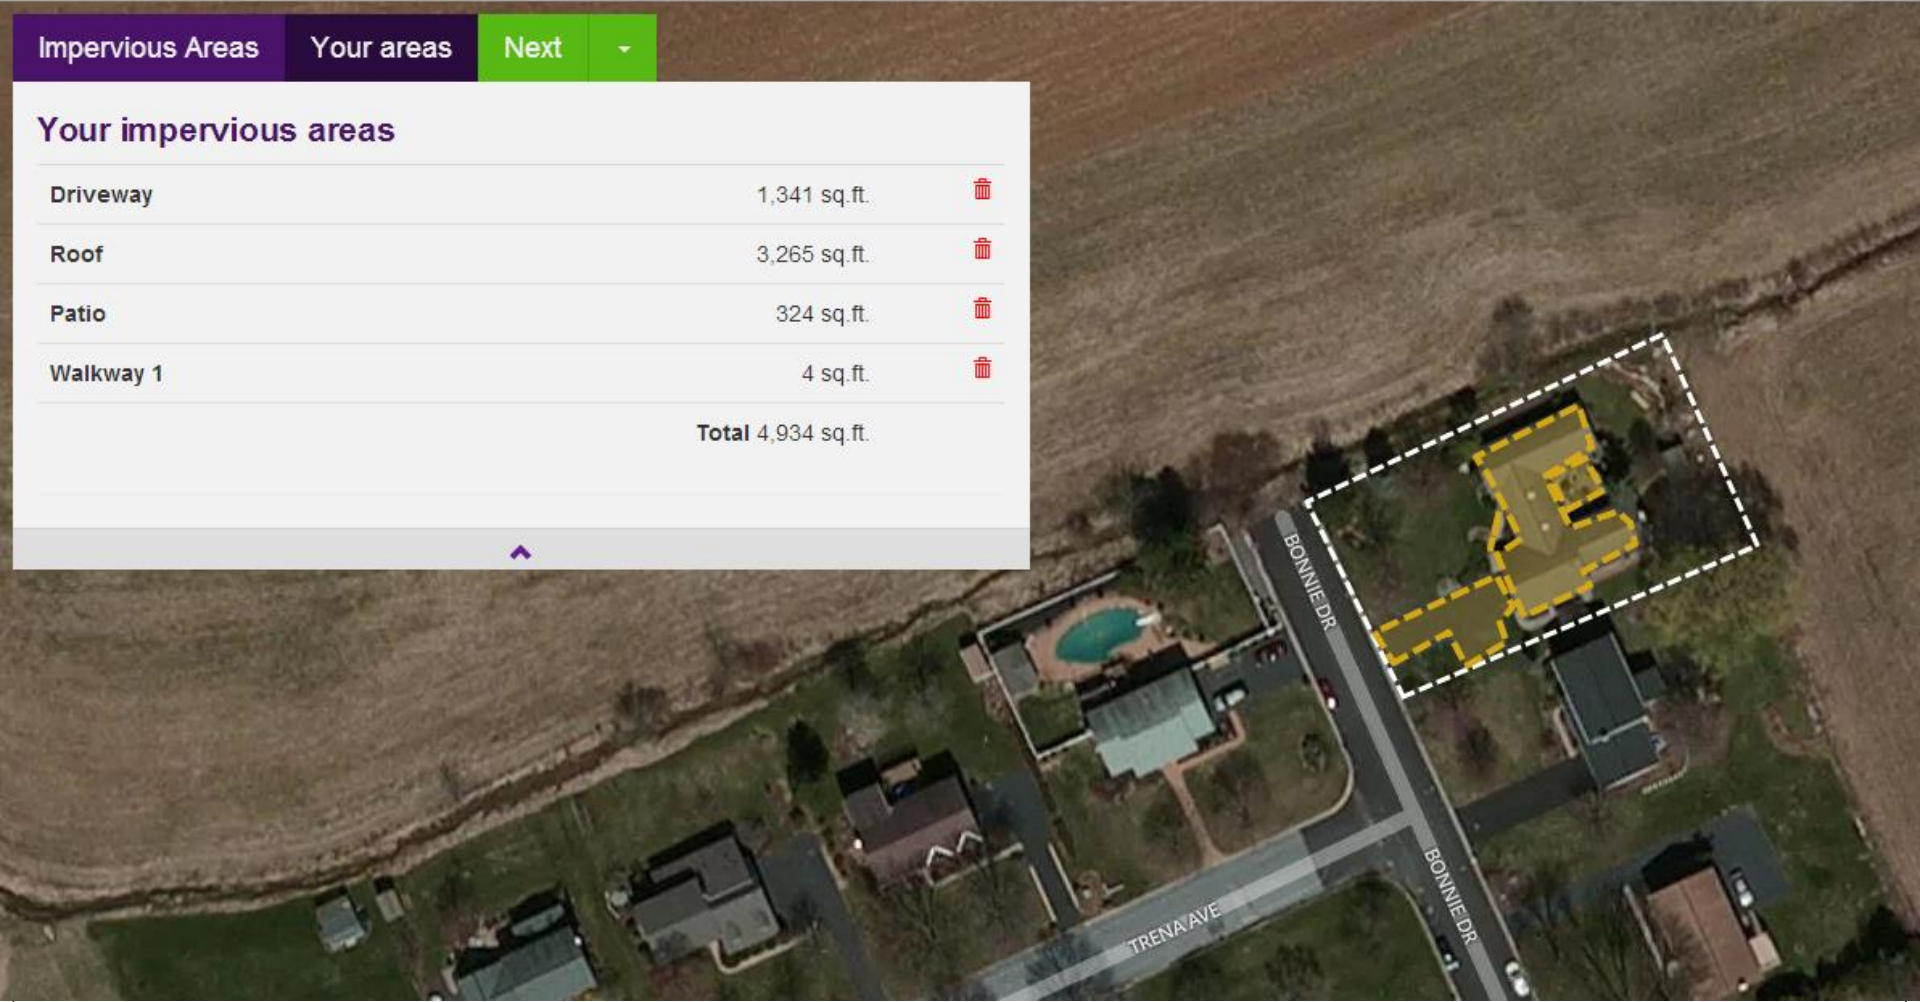 Impervious Areas Your areas Next
Your impervious areas
Driveway 1,341 sq.ft.
Roof 3,265 sq.ft.
Patio 324 sq.ft.
Walkway 1 4 sq.ft.
Total 4,934 sq.ft.
BONNIE DR
BONNIE DR
TRENA AVE